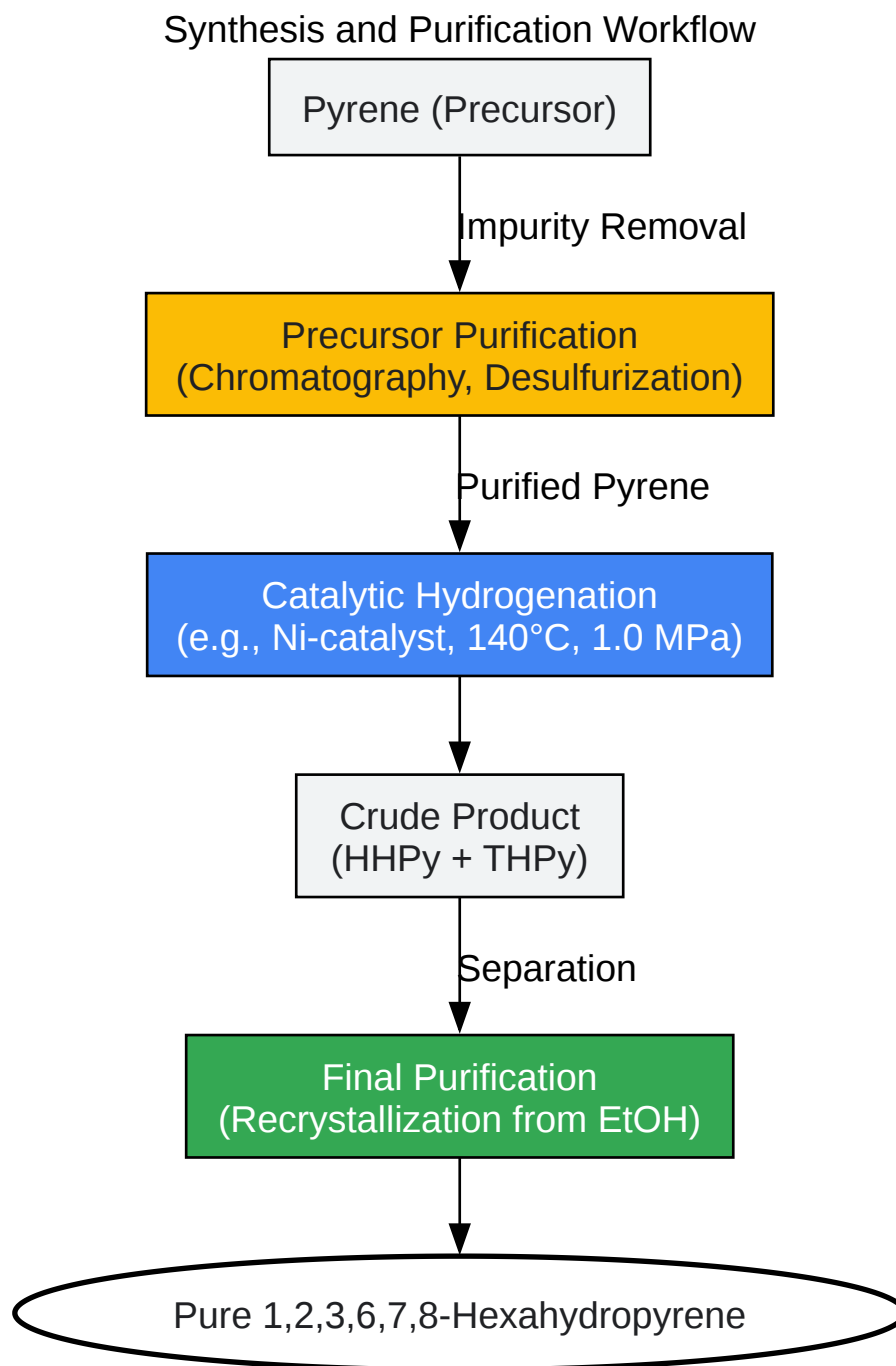 Synthesis and Purification Workflow
Pyrene (Precursor)
Impurity Removal
Precursor Purification
(Chromatography, Desulfurization)
Purified Pyrene
Catalytic Hydrogenation
(e.g., Ni-catalyst, 140°C, 1.0 MPa)
Crude Product
(HHPy + THPy)
Separation
Final Purification
(Recrystallization from EtOH)
Pure 1,2,3,6,7,8-Hexahydropyrene